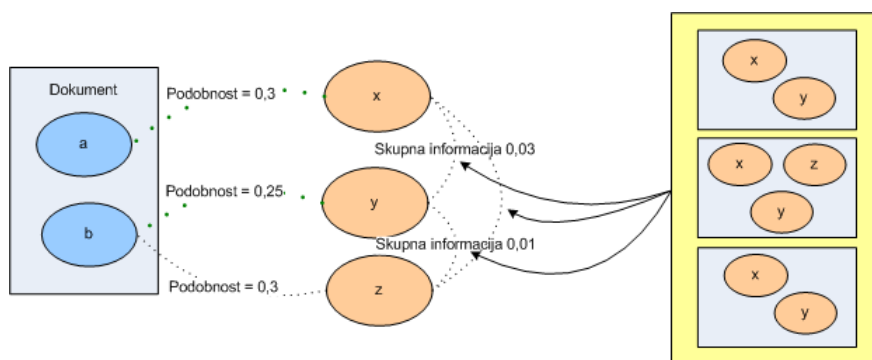 Dokument
a
b
Podobnost = 0,3
Podobnost = 0,25
Podobnost = 0,3
x
y
z
Skupna informacija 0,03
Skupna informacija 0,01
x
y
x
z
y
x
y